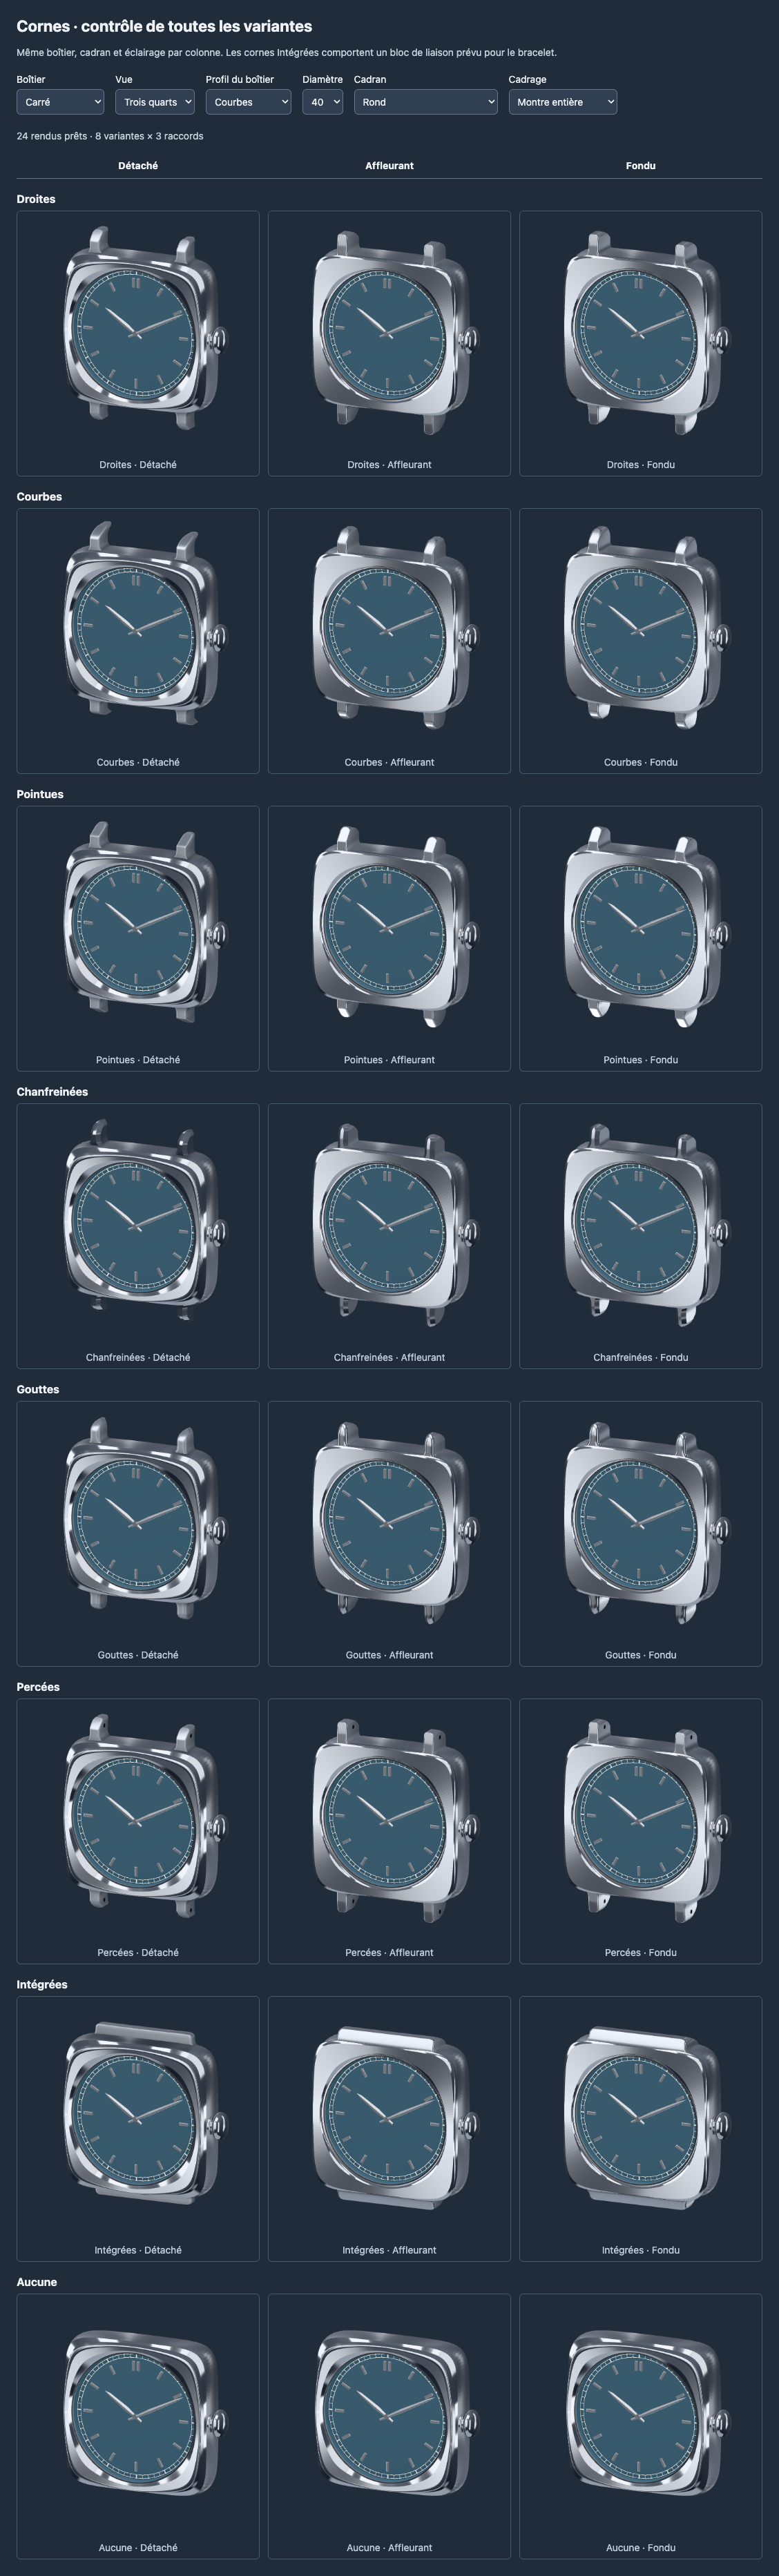 Cornes · contrôle de toutes les variantes
Même boîtier, cadran et éclairage par colonne. Les cornes Intégrées comportent un bloc de liaison prévu pour le bracelet.
Boîtier Vue Profil du boîtier Diamètre Cadran Cadrage
Carré Trois quarts Courbes 40 Rond Montre entière
24 rendus prêts · 8 variantes × 3 raccords
Détaché Affleurant Fondu
Droites
Droites · Détaché Droites · Affleurant Droites · Fondu
Courbes
Courbes · Détaché Courbes · Affleurant Courbes · Fondu
Pointues
Pointues · Détaché Pointues · Affleurant Pointues · Fondu
Chanfreinées
Chanfreinées · Détaché Chanfreinées · Affleurant Chanfreinées · Fondu
Gouttes
Gouttes · Détaché Gouttes · Affleurant Gouttes · Fondu
Percées
Percées · Détaché Percées · Affleurant Percées · Fondu
Intégrées
Intégrées · Détaché Intégrées · Affleurant Intégrées · Fondu
Aucune
Aucune · Détaché Aucune · Affleurant Aucune · Fondu